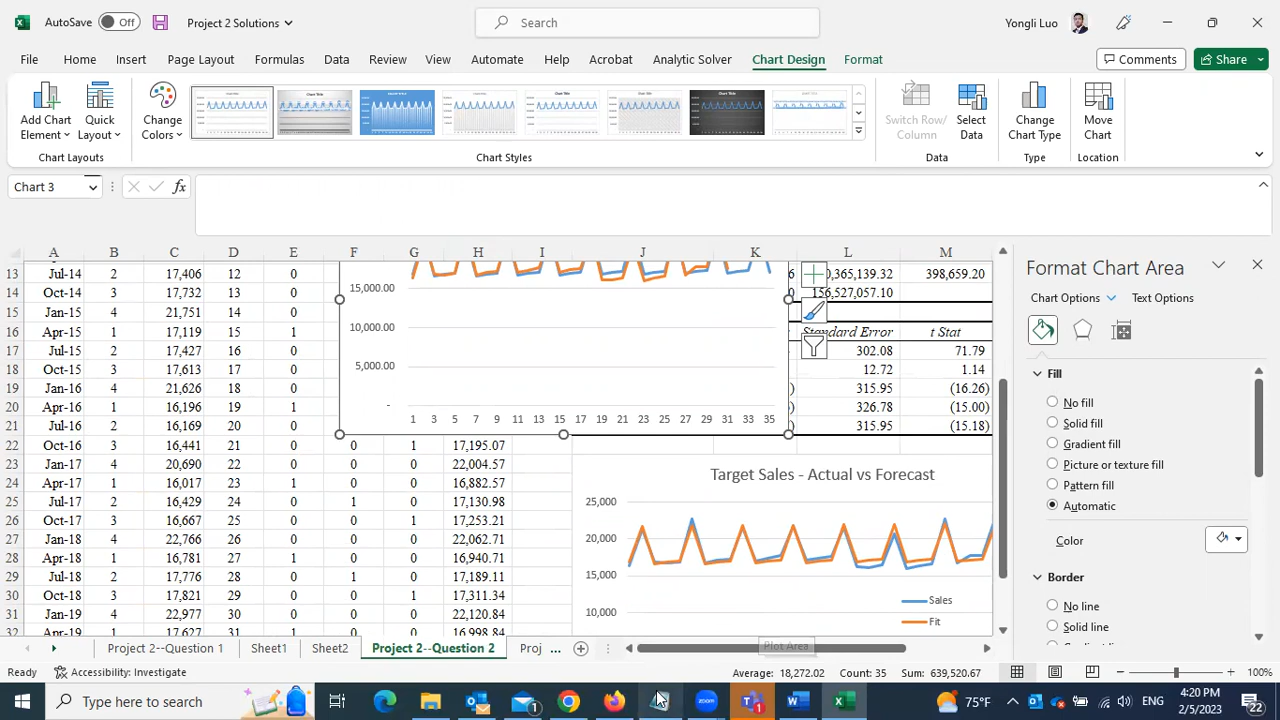 AutoSave Off Project 2 Solutions Search Yongli Luo
File Home Insert Page Layout Formulas Data Review View Automate Help Acrobat Analytic Solver Chart Design Format Comments Share
Add Chart Element Quick Layout Change Colors Switch Row/ Column Select Data Change Chart Type Move Chart
Chart Layouts Chart Styles Data Type Location
Chart 3 fx
A B C D E F G H I J K L M
13 Jul-14 2 17,406 12 0 398,659.20
14 Oct-14 3 17,732 13 0 156,527,057.10
15 Jan-15 4 21,751 14 0
16 Apr-15 1 17,119 15 1 Standard Error t Stat
17 Jul-15 2 17,427 16 0 302.08 71.79
18 Oct-15 3 17,613 17 0 12.72 1.14
19 Jan-16 4 21,626 18 0 315.95 (16.26)
20 Apr-16 1 16,196 19 1 326.78 (15.00)
21 Jul-16 2 16,169 20 0 315.95 (15.18)
22 Oct-16 3 16,441 21 0 0 1 17,195.07
23 Jan-17 4 20,690 22 0 0 0 22,004.57
24 Apr-17 1 16,017 23 1 0 0 16,882.57
25 Jul-17 2 16,429 24 0 1 0 17,130.98
26 Oct-17 3 16,667 25 0 0 1 17,253.21
27 Jan-18 4 22,766 26 0 0 0 22,062.71
28 Apr-18 1 16,781 27 1 0 0 16,940.71
29 Jul-18 2 17,776 28 0 1 0 17,189.11
30 Oct-18 3 17,821 29 0 0 1 17,311.34
31 Jan-19 4 22,977 30 0 0 0 22,120.84
32 Apr-19 1 17,627 31 1 0 0 16,998.84
15,000.00
10,000.00
5,000.00
-
1 3 5 7 9 11 13 15 17 19 21 23 25 27 29 31 33 35
Target Sales - Actual vs Forecast
25,000
20,000
15,000
10,000
Sales
Fit
Plot Area
Format Chart Area
Chart Options Text Options
Fill
No fill
Solid fill
Gradient fill
Picture or texture fill
Pattern fill
Automatic
Color
Border
No line
Solid line
Project 2--Question 1 Sheet1 Sheet2 Project 2--Question 2 Proj ...
Ready Accessibility: Investigate Average: 18,272.02 Count: 35 Sum: 639,520.67 100%
Type here to search 75°F ENG 4:20 PM
2/5/2023 22